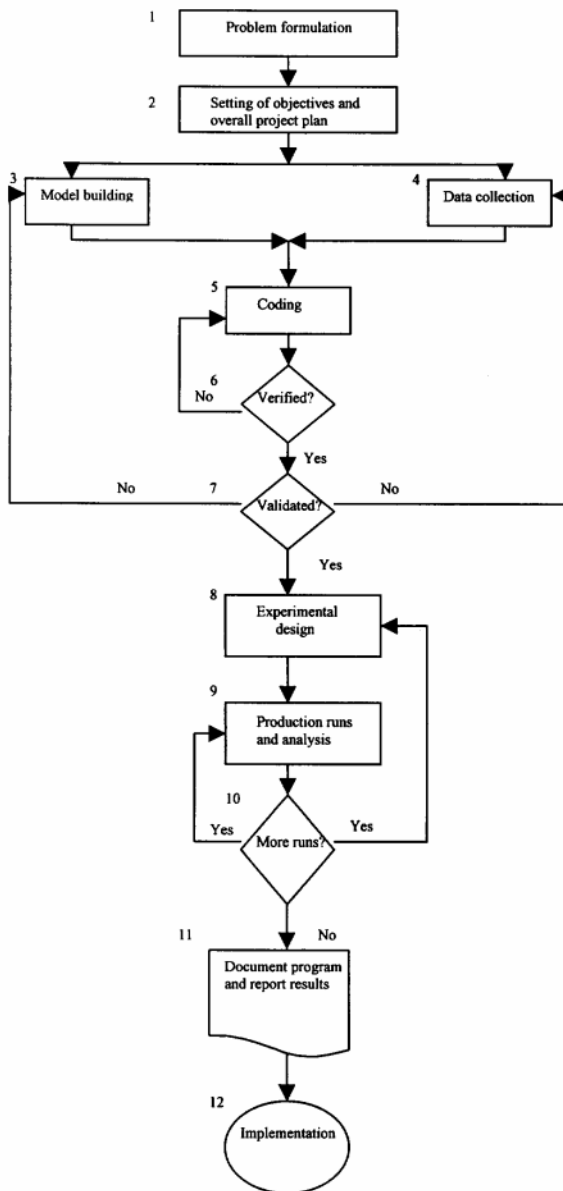 1
Problem formulation
2
Setting of objectives and
overall project plan
3
Model building
4
Data collection
5
Coding
6
No
Verified?
Yes
No
7
Validated?
No
Yes
8
Experimental
design
9
Production runs
and analysis
10
Yes
More runs?
Yes
No
11
Document program
and report results
12
Implementation